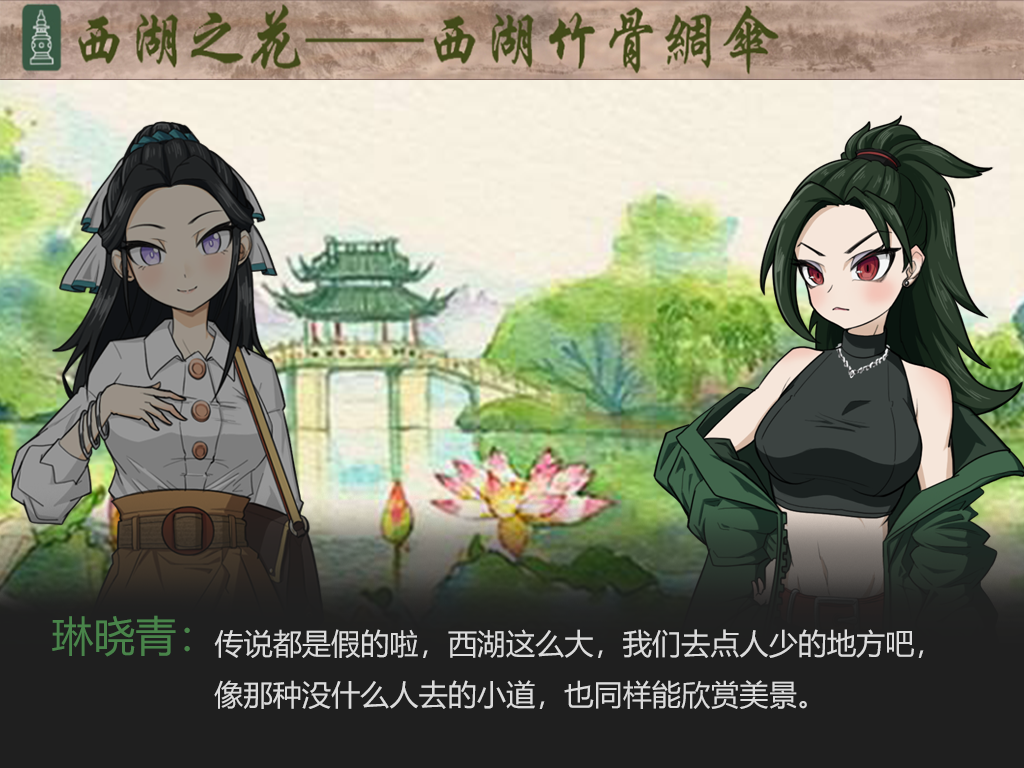 西湖之花——西湖竹骨綢傘
琳晓青：传说都是假的啦，西湖这么大，我们去点人少的地方吧，
像那种没什么人去的小道，也同样能欣赏美景。